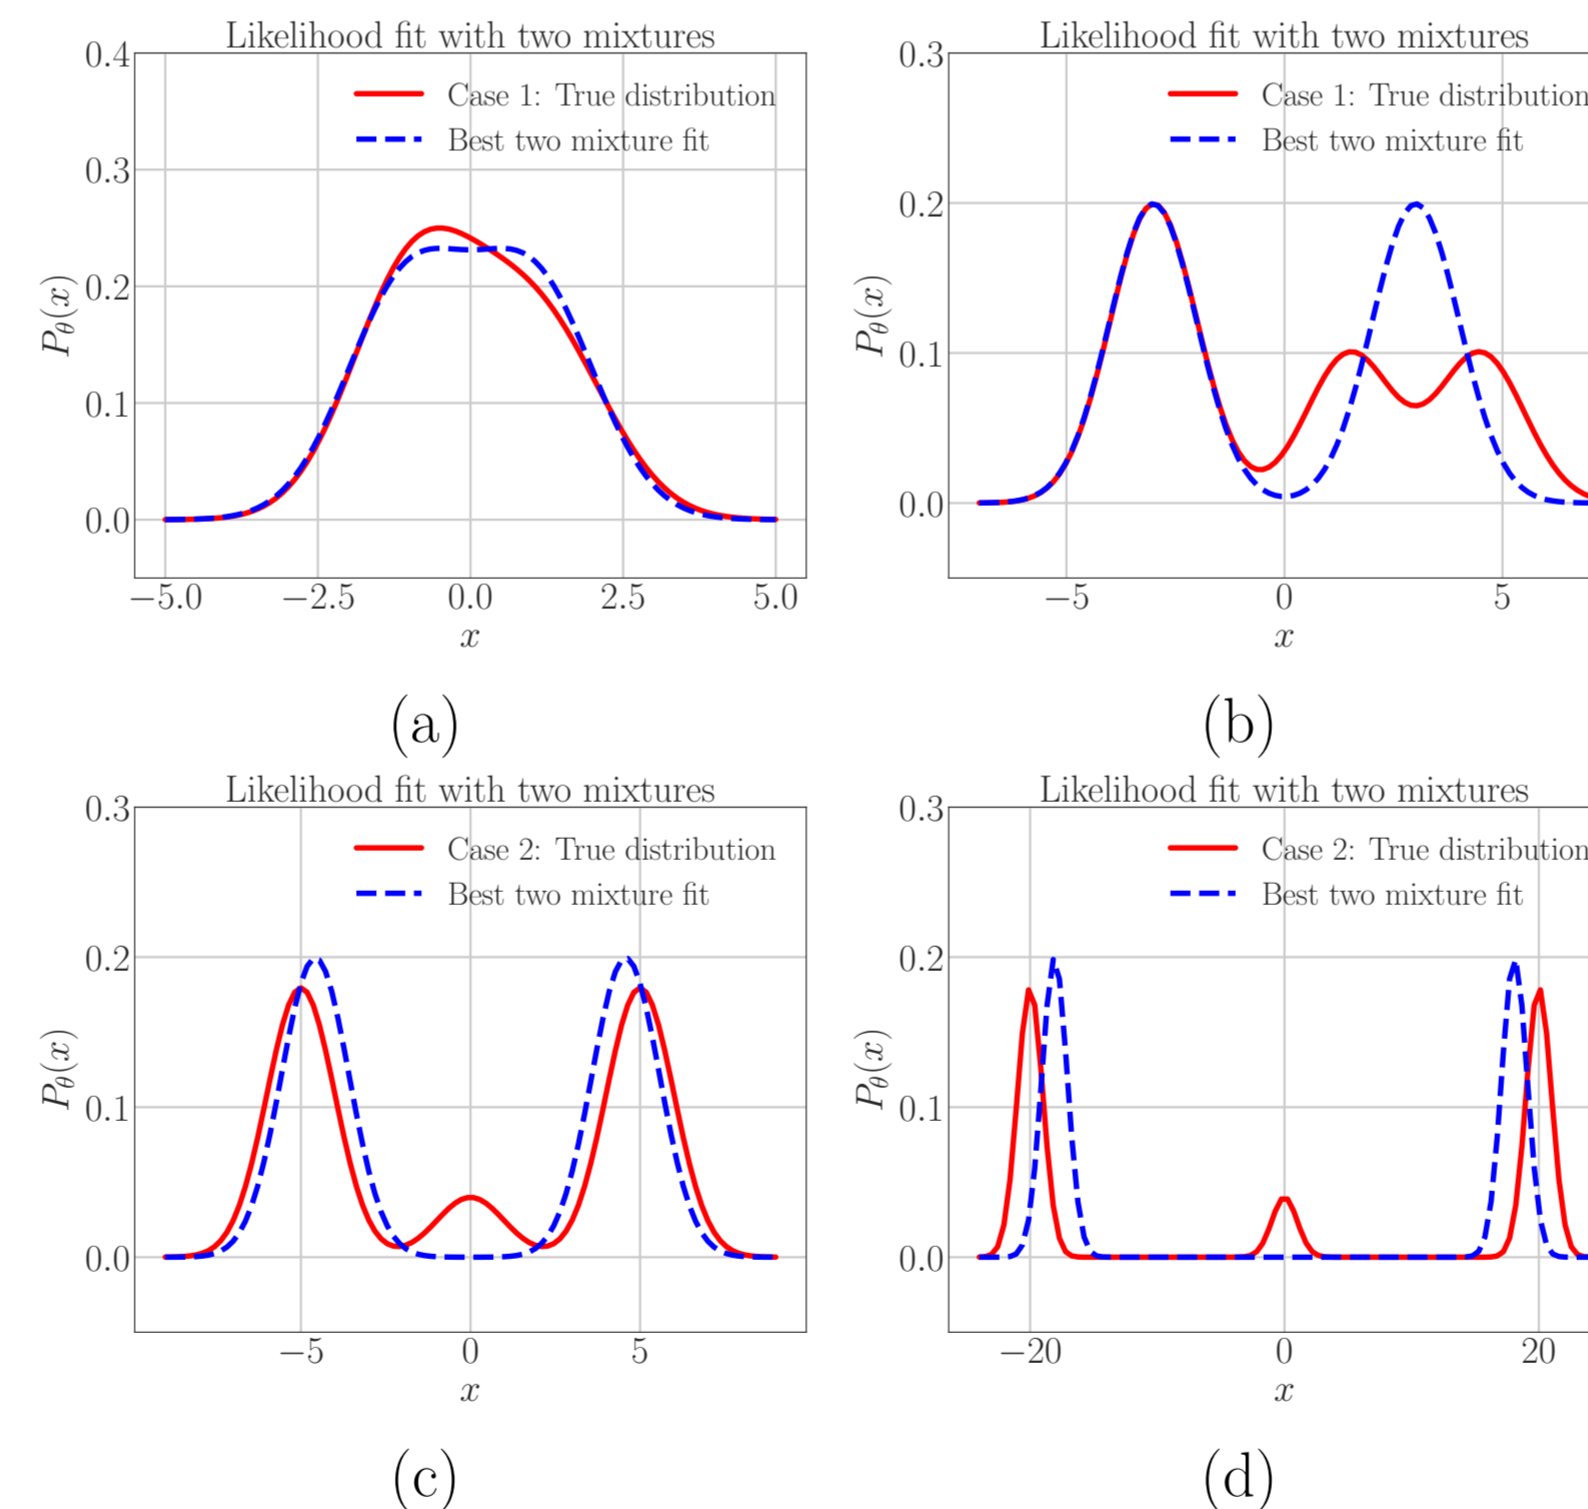 Likelihood fit with two mixtures
0.4
0.3
0.2
0.1
0.0
Case 1: True distribution
Best two mixture fit
P_θ(x)
−5.0 −2.5 0.0 2.5 5.0
x
(a)
Likelihood fit with two mixtures
0.3
0.2
0.1
0.0
Case 1: True distribution
Best two mixture fit
P_θ(x)
−5 0 5
x
(b)
Likelihood fit with two mixtures
0.3
0.2
0.1
0.0
Case 2: True distribution
Best two mixture fit
P_θ(x)
−5 0 5
x
(c)
Likelihood fit with two mixtures
0.3
0.2
0.1
0.0
Case 2: True distribution
Best two mixture fit
P_θ(x)
−20 0 20
x
(d)